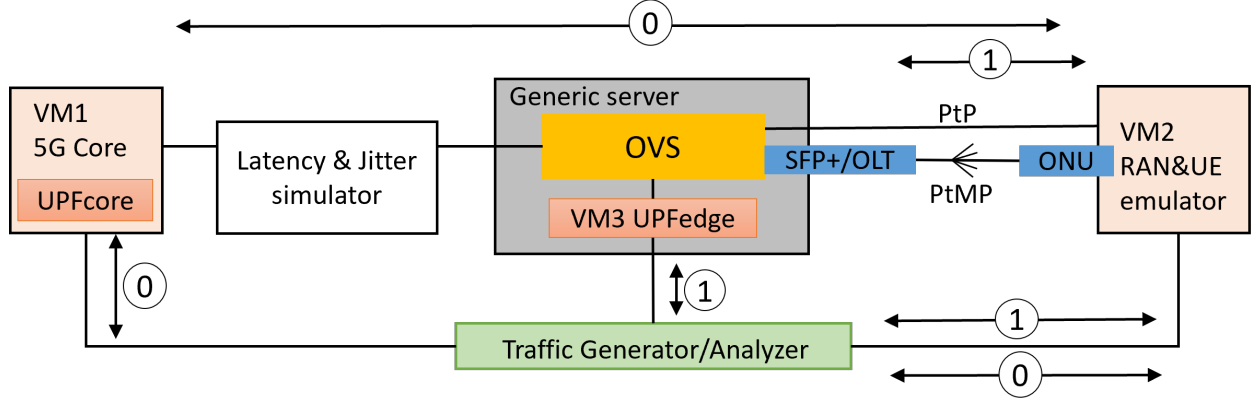 0
1
VM1
5G Core
UPFcore
Latency & Jitter
simulator
Generic server
OVS
VM3 UPFedge
PtP
SFP+/OLT
PtMP
ONU
VM2
RAN&UE
emulator
0
1
1
Traffic Generator/Analyzer
0